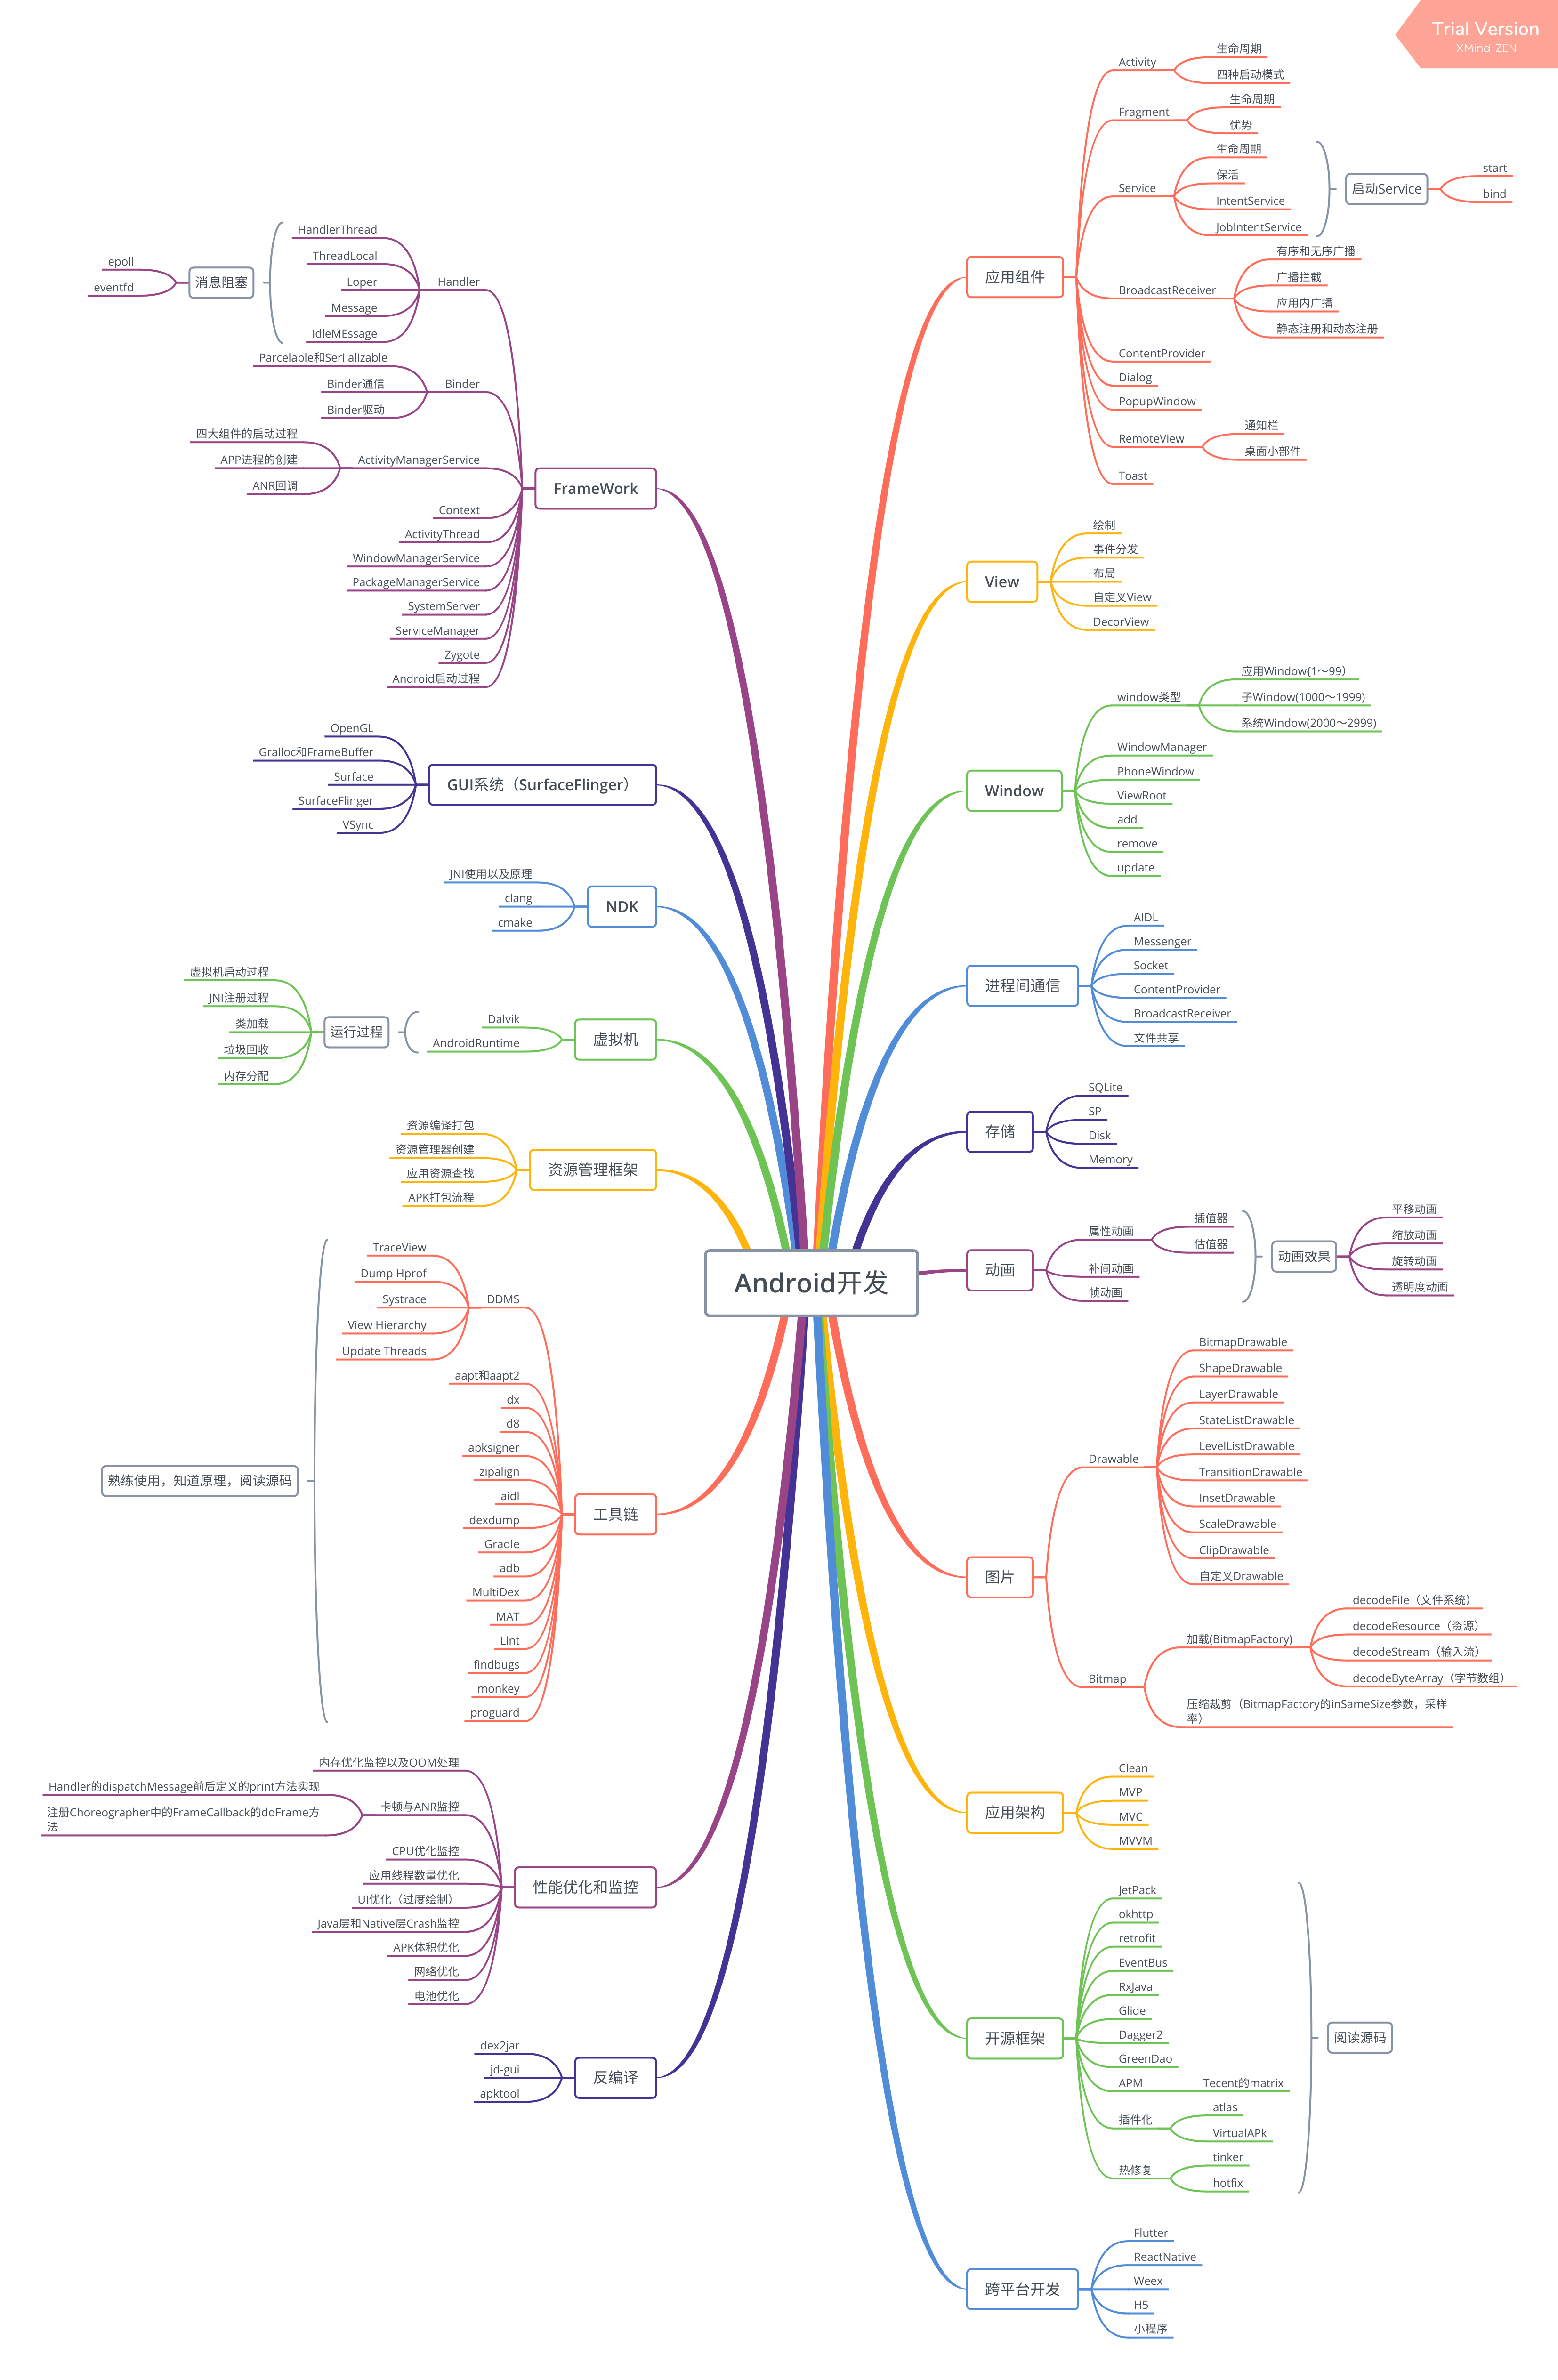 Trial Version
XMind:ZEN
Android开发
应用组件
Activity
生命周期
四种启动模式
Fragment
生命周期
优势
Service
生命周期
保活
IntentService
JobIntentService
启动Service
start
bind
BroadcastReceiver
有序和无序广播
广播拦截
应用内广播
静态注册和动态注册
ContentProvider
Dialog
PopupWindow
RemoteView
通知栏
桌面小部件
Toast
View
绘制
事件分发
布局
自定义View
DecorView
Window
window类型
应用Window{1～99）
子Window(1000～1999)
系统Window(2000～2999)
WindowManager
PhoneWindow
ViewRoot
add
remove
update
进程间通信
AIDL
Messenger
Socket
ContentProvider
BroadcastReceiver
文件共享
存储
SQLite
SP
Disk
Memory
动画
属性动画
插值器
估值器
补间动画
帧动画
动画效果
平移动画
缩放动画
旋转动画
透明度动画
图片
Drawable
BitmapDrawable
ShapeDrawable
LayerDrawable
StateListDrawable
LevelListDrawable
TransitionDrawable
InsetDrawable
ScaleDrawable
ClipDrawable
自定义Drawable
Bitmap
加载(BitmapFactory)
decodeFile（文件系统）
decodeResource（资源）
decodeStream（输入流）
decodeByteArray（字节数组）
压缩裁剪（BitmapFactory的inSameSize参数，采样
率）
应用架构
Clean
MVP
MVC
MVVM
开源框架
JetPack
okhttp
retrofit
EventBus
RxJava
Glide
Dagger2
GreenDao
APM
Tecent的matrix
插件化
atlas
VirtualAPk
热修复
tinker
hotfix
阅读源码
跨平台开发
Flutter
ReactNative
Weex
H5
小程序
FrameWork
Handler
HandlerThread
ThreadLocal
Loper
Message
IdleMEssage
消息阻塞
epoll
eventfd
Binder
Parcelable和Seri alizable
Binder通信
Binder驱动
ActivityManagerService
四大组件的启动过程
APP进程的创建
ANR回调
Context
ActivityThread
WindowManagerService
PackageManagerService
SystemServer
ServiceManager
Zygote
Android启动过程
GUI系统（SurfaceFlinger）
OpenGL
Gralloc和FrameBuffer
Surface
SurfaceFlinger
VSync
NDK
JNI使用以及原理
clang
cmake
虚拟机
Dalvik
AndroidRuntime
运行过程
虚拟机启动过程
JNI注册过程
类加载
垃圾回收
内存分配
资源管理框架
资源编译打包
资源管理器创建
应用资源查找
APK打包流程
工具链
DDMS
TraceView
Dump Hprof
Systrace
View Hierarchy
Update Threads
aapt和aapt2
dx
d8
apksigner
zipalign
aidl
dexdump
Gradle
adb
MultiDex
MAT
Lint
findbugs
monkey
proguard
熟练使用，知道原理，阅读源码
性能优化和监控
内存优化监控以及OOM处理
卡顿与ANR监控
Handler的dispatchMessage前后定义的print方法实现
注册Choreographer中的FrameCallback的doFrame方
法
CPU优化监控
应用线程数量优化
UI优化（过度绘制）
Java层和Native层Crash监控
APK体积优化
网络优化
电池优化
反编译
dex2jar
jd-gui
apktool